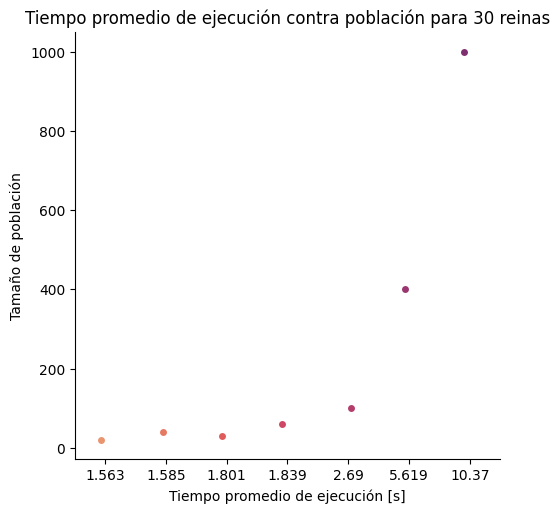 Tiempo promedio de ejecución contra población para 30 reinas
1000
800
600
400
200
0
Tamaño de población
1.563 1.585 1.801 1.839 2.69 5.619 10.37
Tiempo promedio de ejecución [s]